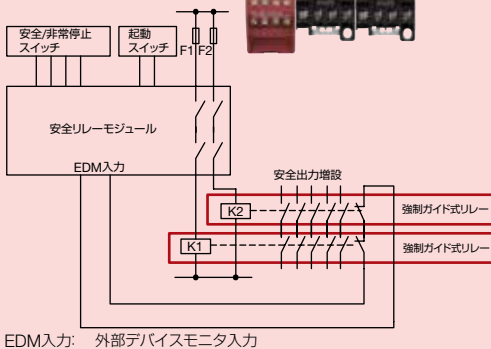 安全/非常停止
スイッチ
起動
スイッチ
F1 F2
安全リレーモジュール
EDM入力
安全出力増設
K2
強制ガイド式リレー
K1
強制ガイド式リレー
EDM入力: 外部デバイスモニタ入力